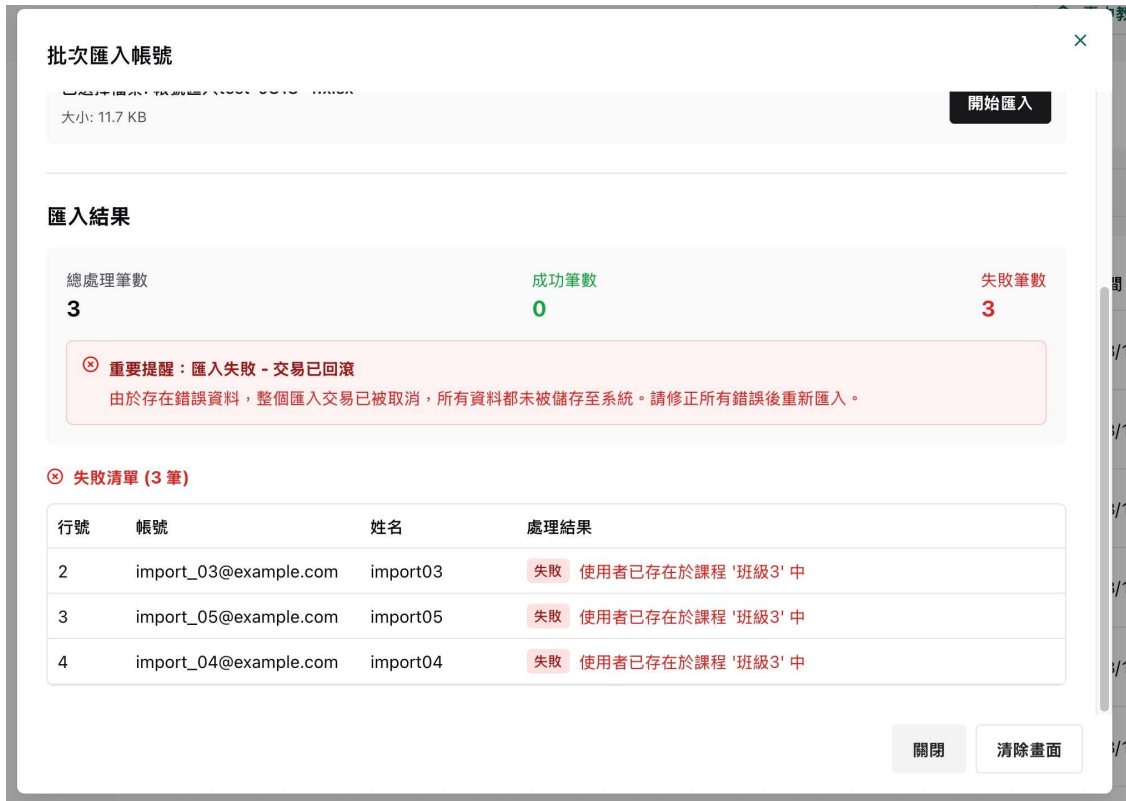 批次匯入帳號
大小: 11.7 KB
開始匯入
匯入結果
總處理筆數
成功筆數
失敗筆數
3
0
3
重要提醒：匯入失敗 - 交易已回滾
由於存在錯誤資料，整個匯入交易已被取消，所有資料都未被儲存至系統。請修正所有錯誤後重新匯入。
失敗清單 (3 筆)
行號 帳號 姓名 處理結果
2 import_03@example.com import03 失敗 使用者已存在於課程 '班級3' 中
3 import_05@example.com import05 失敗 使用者已存在於課程 '班級3' 中
4 import_04@example.com import04 失敗 使用者已存在於課程 '班級3' 中
關閉
清除畫面